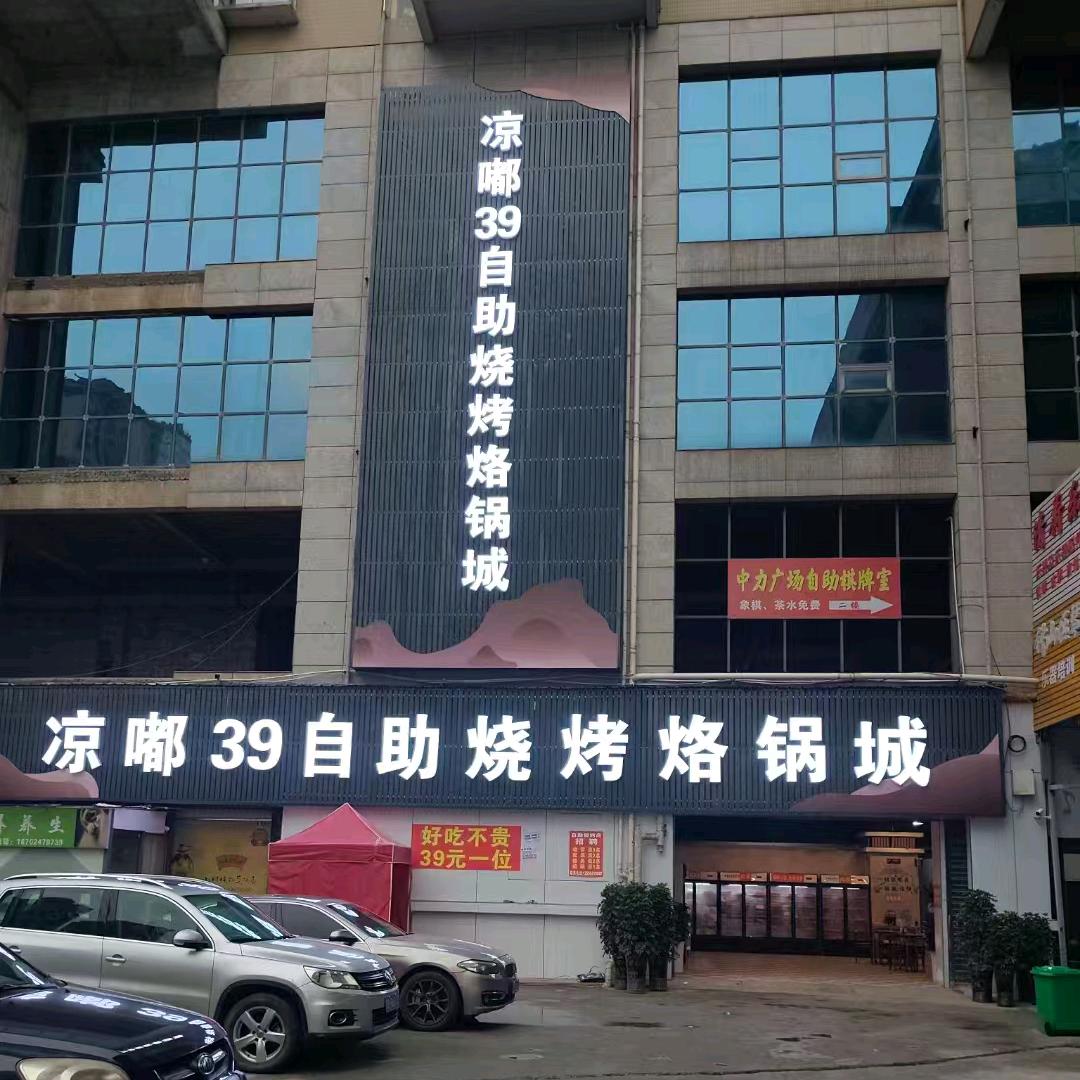 凉嘟39自助烧烤烙锅城
中力广场自助棋牌室
象棋、茶水免费 二楼
凉嘟39自助烧烤烙锅城
养生
好吃不贵
39元一位
招聘